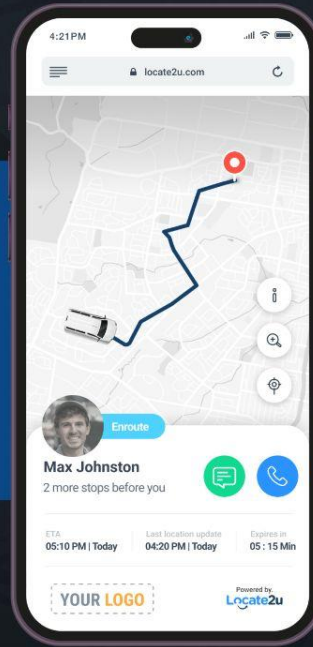 4:21PM
locate2u.com
Enroute
Max Johnston
2 more stops before you
ETA Last location update Expires in
05:10 PM | Today 04:20 PM | Today 05 : 15 Min
YOUR LOGO
Powered by
Locate2u